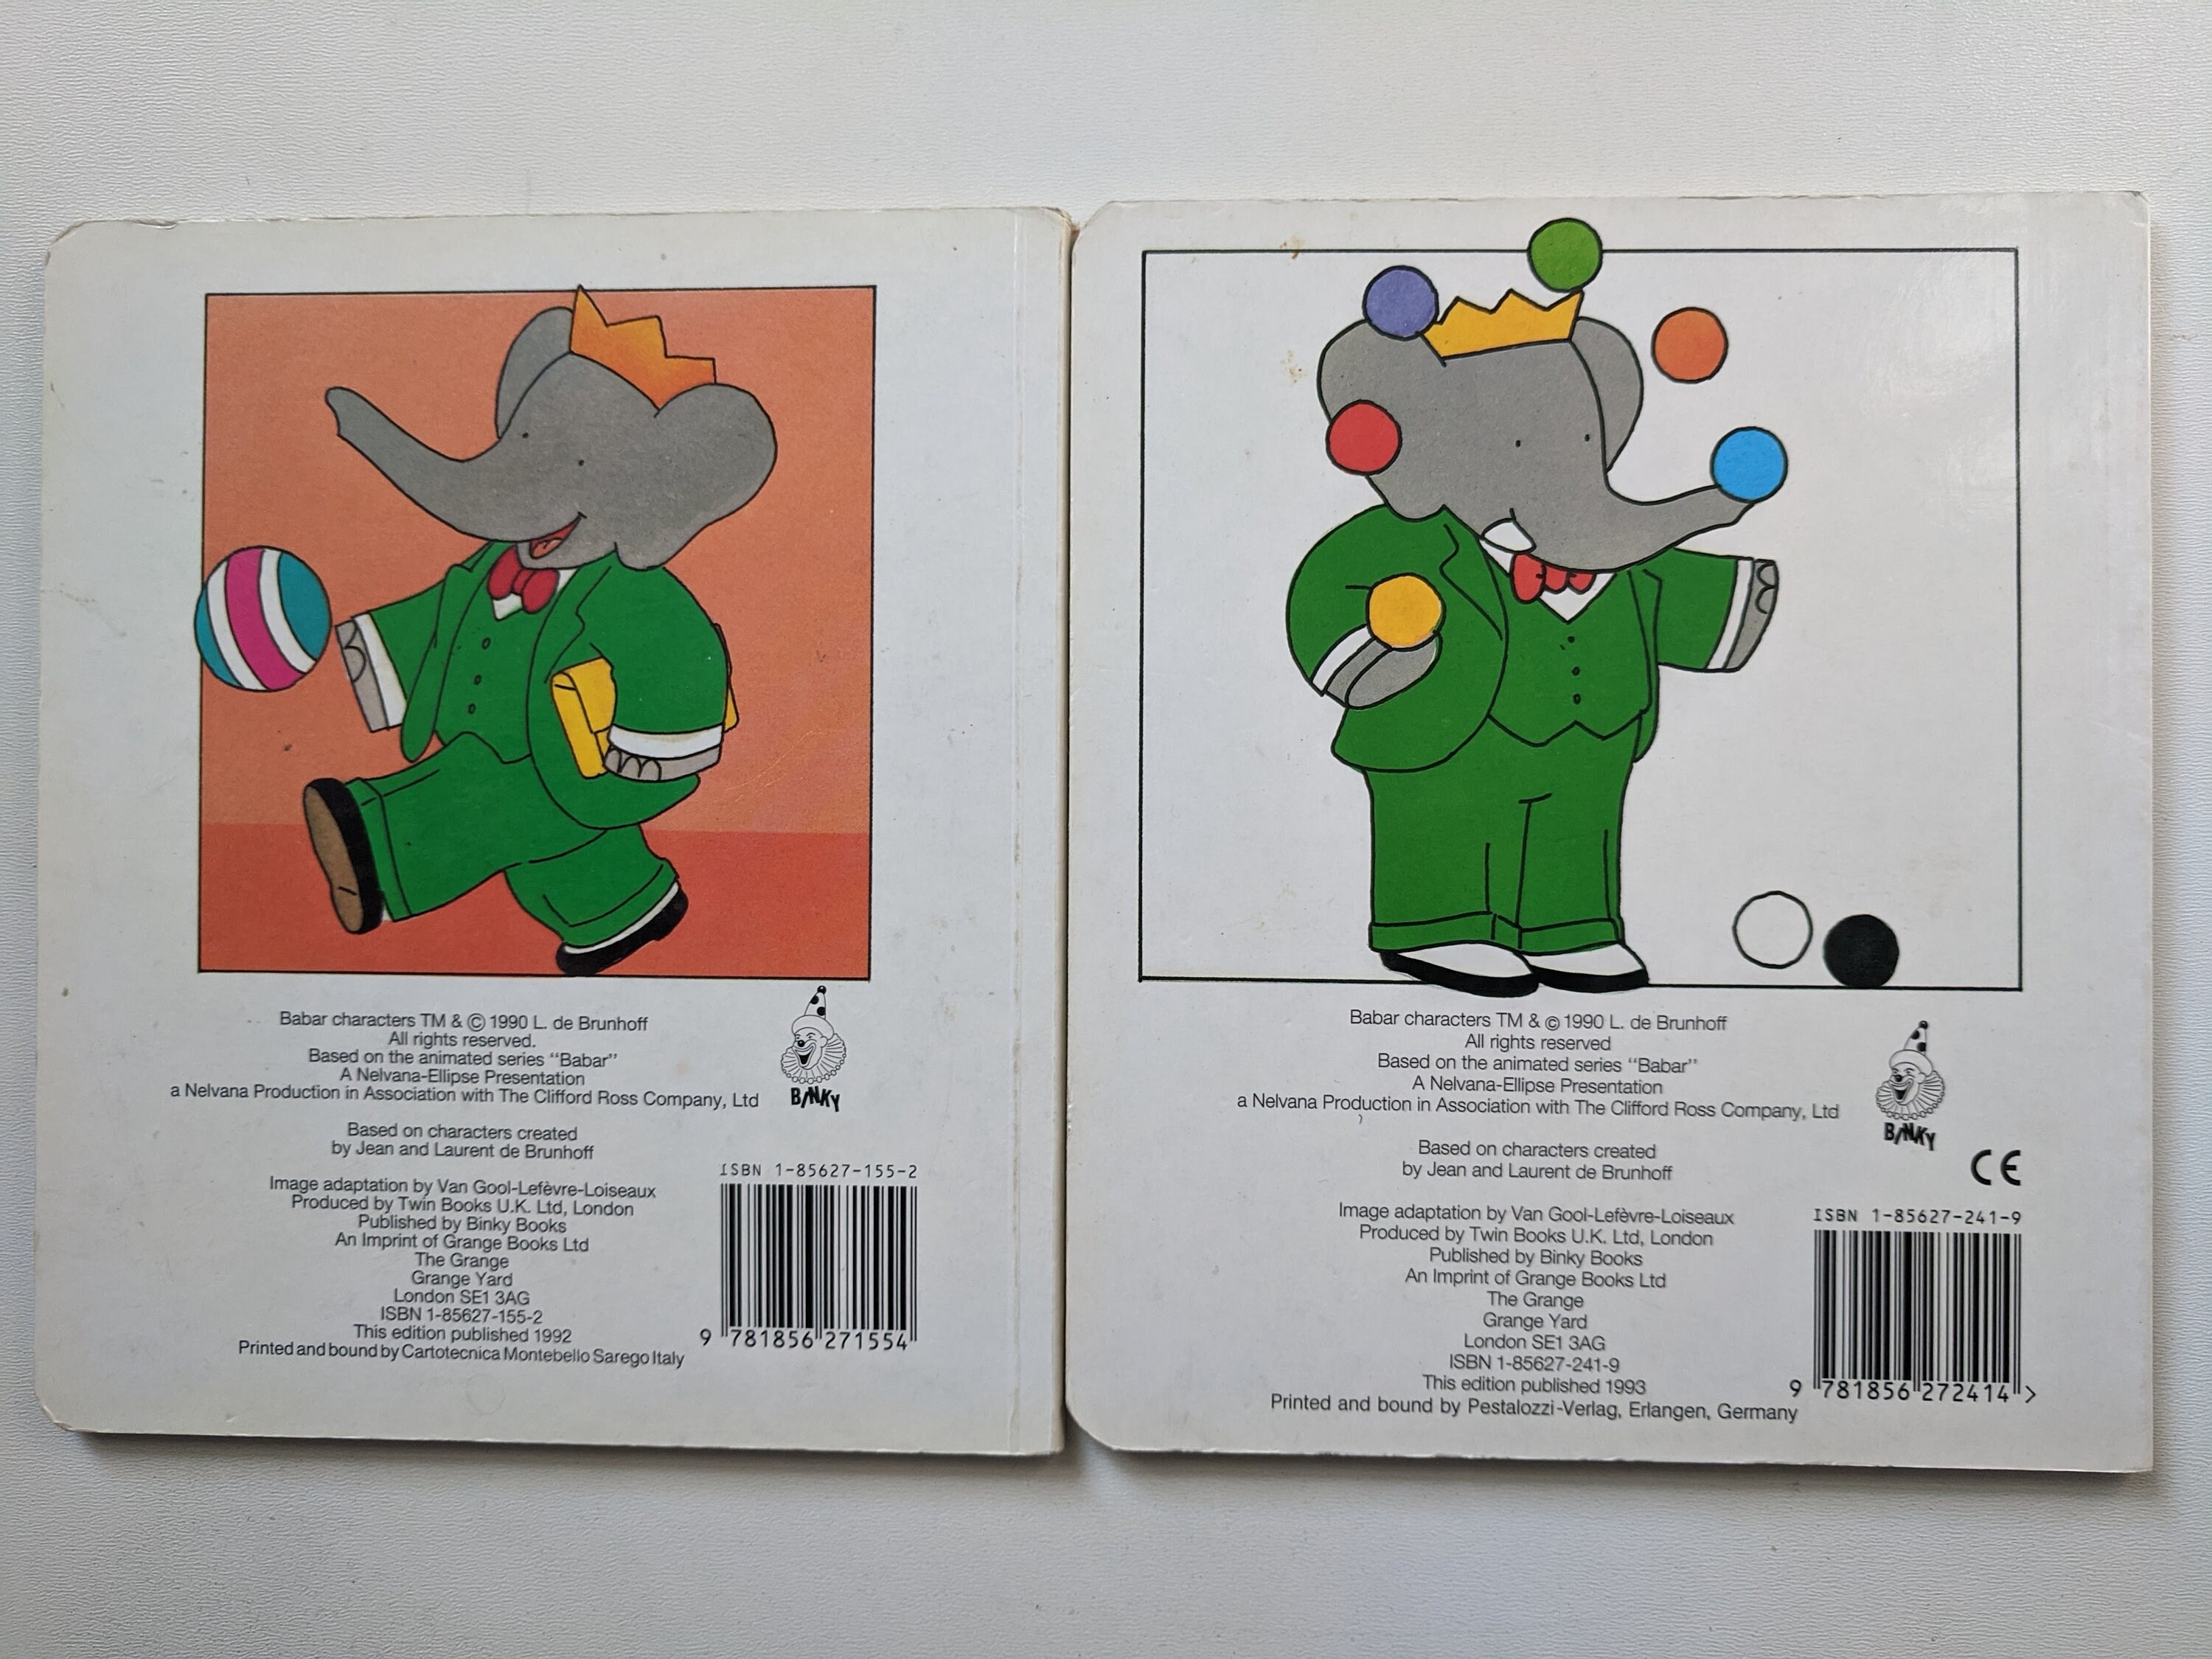 Babar characters TM & © 1990 L. de Brunhoff
All rights reserved.
Based on the animated series "Babar"
A Nelvana-Ellipse Presentation
a Nelvana Production in Association with The Clifford Ross Company, Ltd
BINKY
Based on characters created
by Jean and Laurent de Brunhoff
Image adaptation by Van Gool-Lefèvre-Loiseaux
Produced by Twin Books U.K. Ltd, London
Published by Binky Books
An Imprint of Grange Books Ltd
The Grange
Grange Yard
London SE1 3AG
ISBN 1-85627-155-2
This edition published 1992
Printed and bound by Cartotecnica Montebello Sarego Italy
ISBN 1-85627-155-2
9 781856 271554
Babar characters TM & © 1990 L. de Brunhoff
All rights reserved
Based on the animated series "Babar"
A Nelvana-Ellipse Presentation
a Nelvana Production in Association with The Clifford Ross Company, Ltd
BINKY
CE
Based on characters created
by Jean and Laurent de Brunhoff
Image adaptation by Van Gool-Lefèvre-Loiseaux
Produced by Twin Books U.K. Ltd, London
Published by Binky Books
An Imprint of Grange Books Ltd
The Grange
Grange Yard
London SE1 3AG
ISBN 1-85627-241-9
This edition published 1993
Printed and bound by Pestalozzi-Verlag, Erlangen, Germany
ISBN 1-85627-241-9
9 781856 272414 >